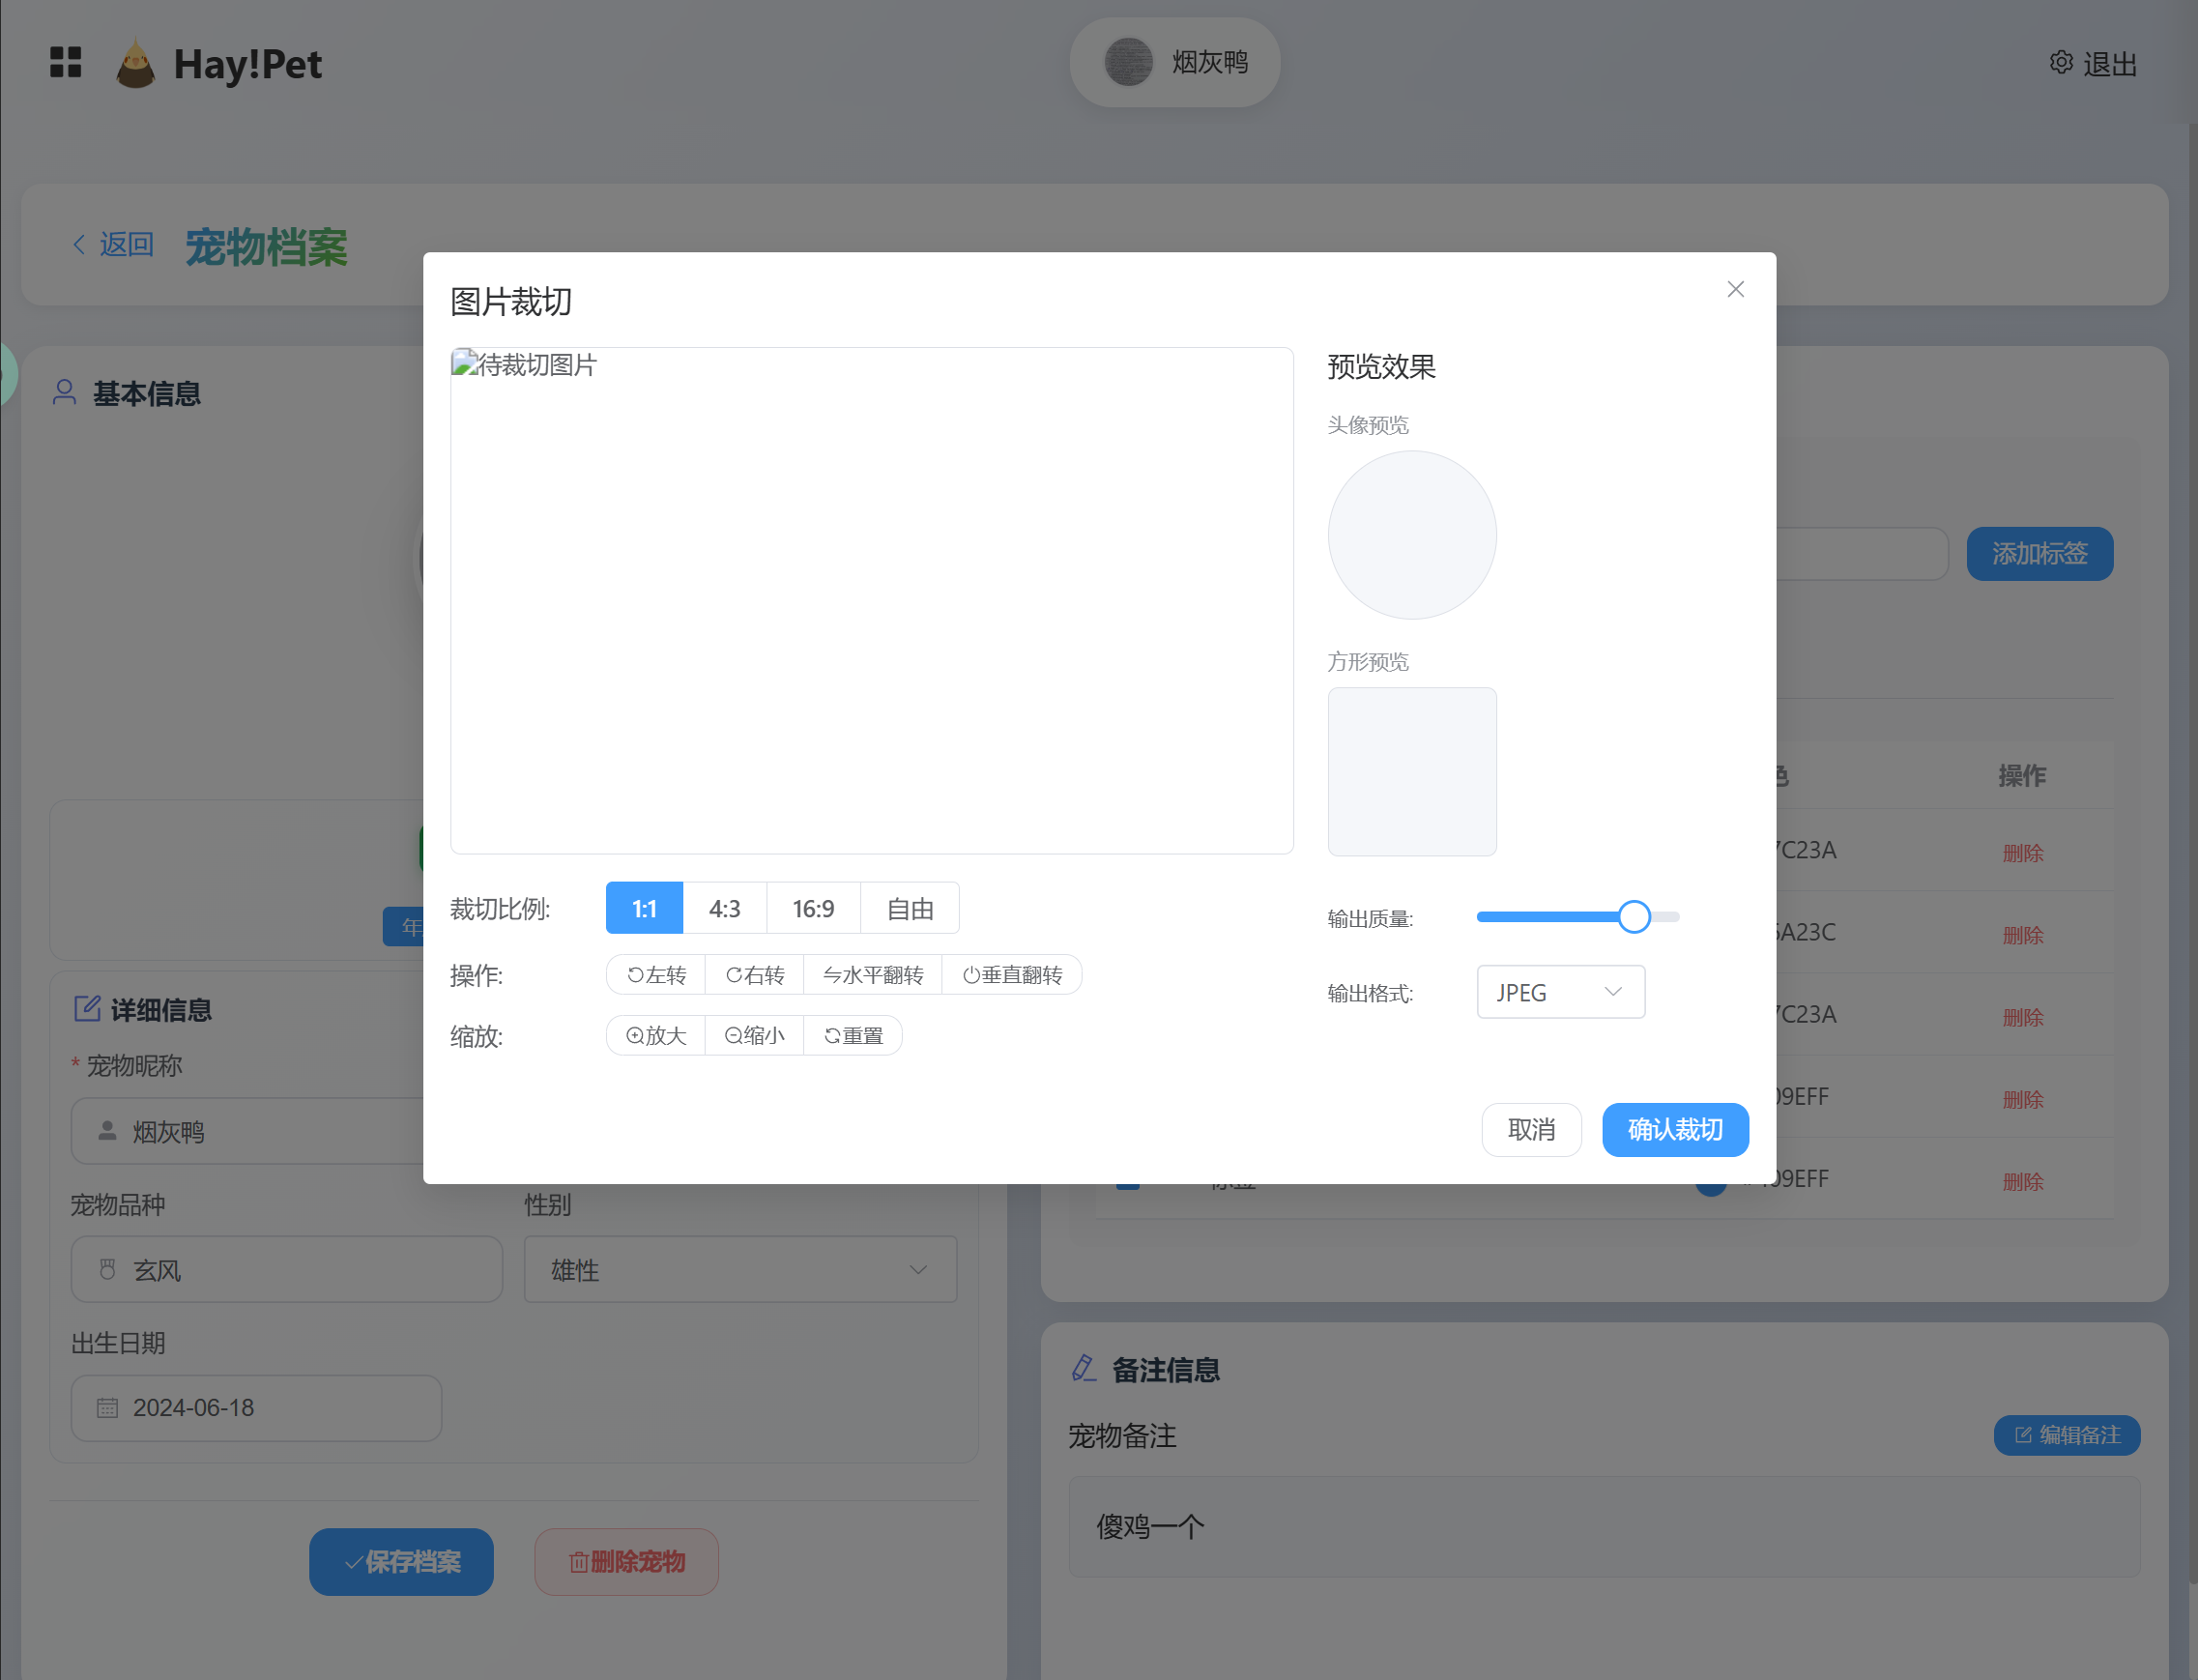 Hay!Pet
烟灰鸭
退出
返回
宠物档案
基本信息
图片裁切
待裁切图片
预览效果
头像预览
方形预览
裁切比例:
1:1
4:3
16:9
自由
操作:
左转
右转
水平翻转
垂直翻转
缩放:
放大
缩小
重置
输出质量:
输出格式:
JPEG
取消
确认裁切
年
详细信息
* 宠物昵称
烟灰鸭
宠物品种
性别
玄风
雄性
出生日期
2024-06-18
保存档案
删除宠物
添加标签
色
操作
7C23A
删除
6A23C
删除
7C23A
删除
09EFF
删除
09EFF
删除
备注信息
宠物备注
编辑备注
傻鸡一个